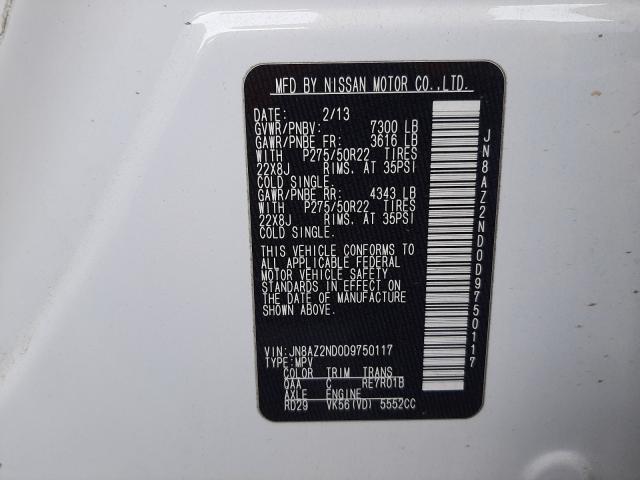 MFD BY NISSAN MOTOR CO.,LTD.
DATE: 2/13
GVWR/PNBV: 7300 LB
GAWR/PNBE FR: 3616 LB
WITH P275/50R22 TIRES
22X8J RIMS. AT 35PSI
COLD SINGLE.
GAWR/PNBE RR: 4343 LB
WITH P275/50R22 TIRES
22X8J RIMS. AT 35PSI
COLD SINGLE.
THIS VEHICLE CONFORMS TO
ALL APPLICABLE FEDERAL
MOTOR VEHICLE SAFETY
STANDARDS IN EFFECT ON
THE DATE OF MANUFACTURE
SHOWN ABOVE.
VIN:JN8AZ2ND0D9750117
TYPE:MPV
COLOR TRIM TRANS
QAA C RE7R01B
AXLE ENGINE
RD29 VK56(VD) 5552CC
JN8AZ2ND0D9750117